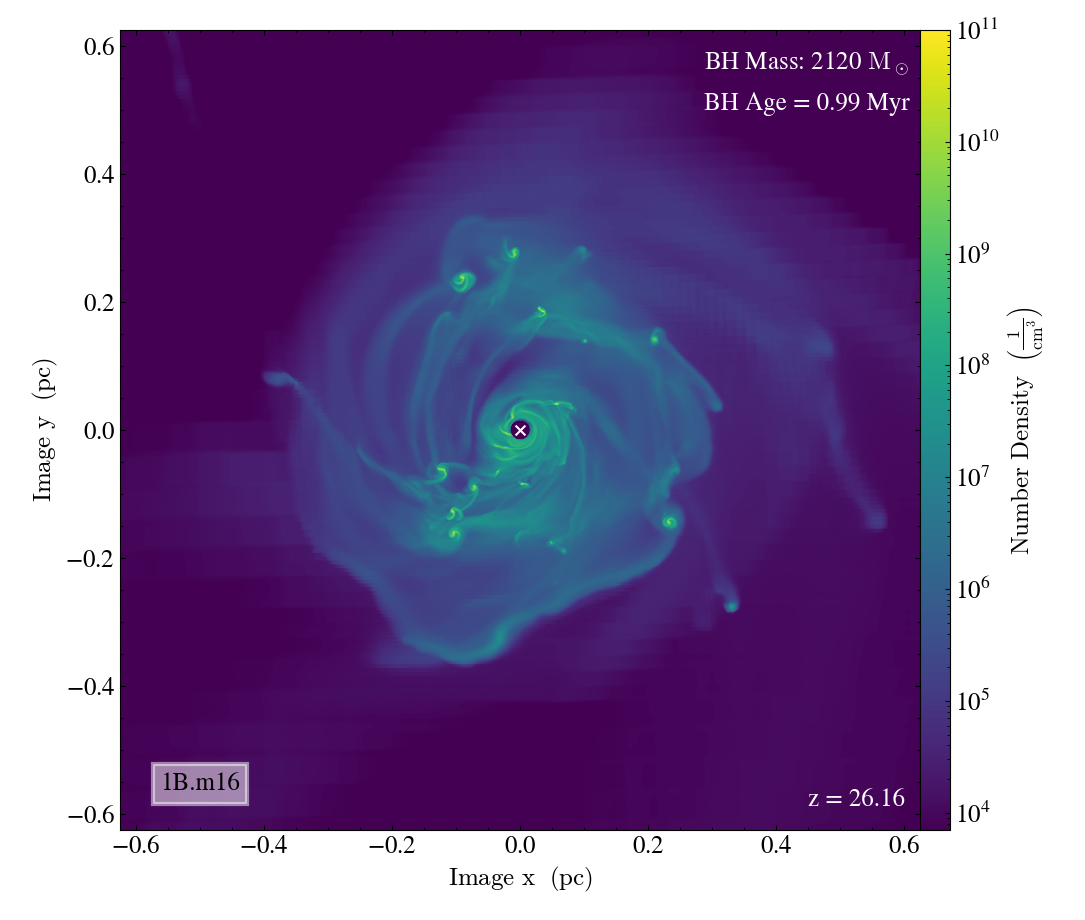 BH Mass: 2120 M⊙
BH Age = 0.99 Myr
1B.m16
z = 26.16
0.6
0.4
0.2
0.0
−0.2
−0.4
−0.6
Image y (pc)
−0.6 −0.4 −0.2 0.0 0.2 0.4 0.6
Image x (pc)
10¹¹
10¹⁰
10⁹
10⁸
10⁷
10⁶
10⁵
10⁴
Number Density (1/cm³)